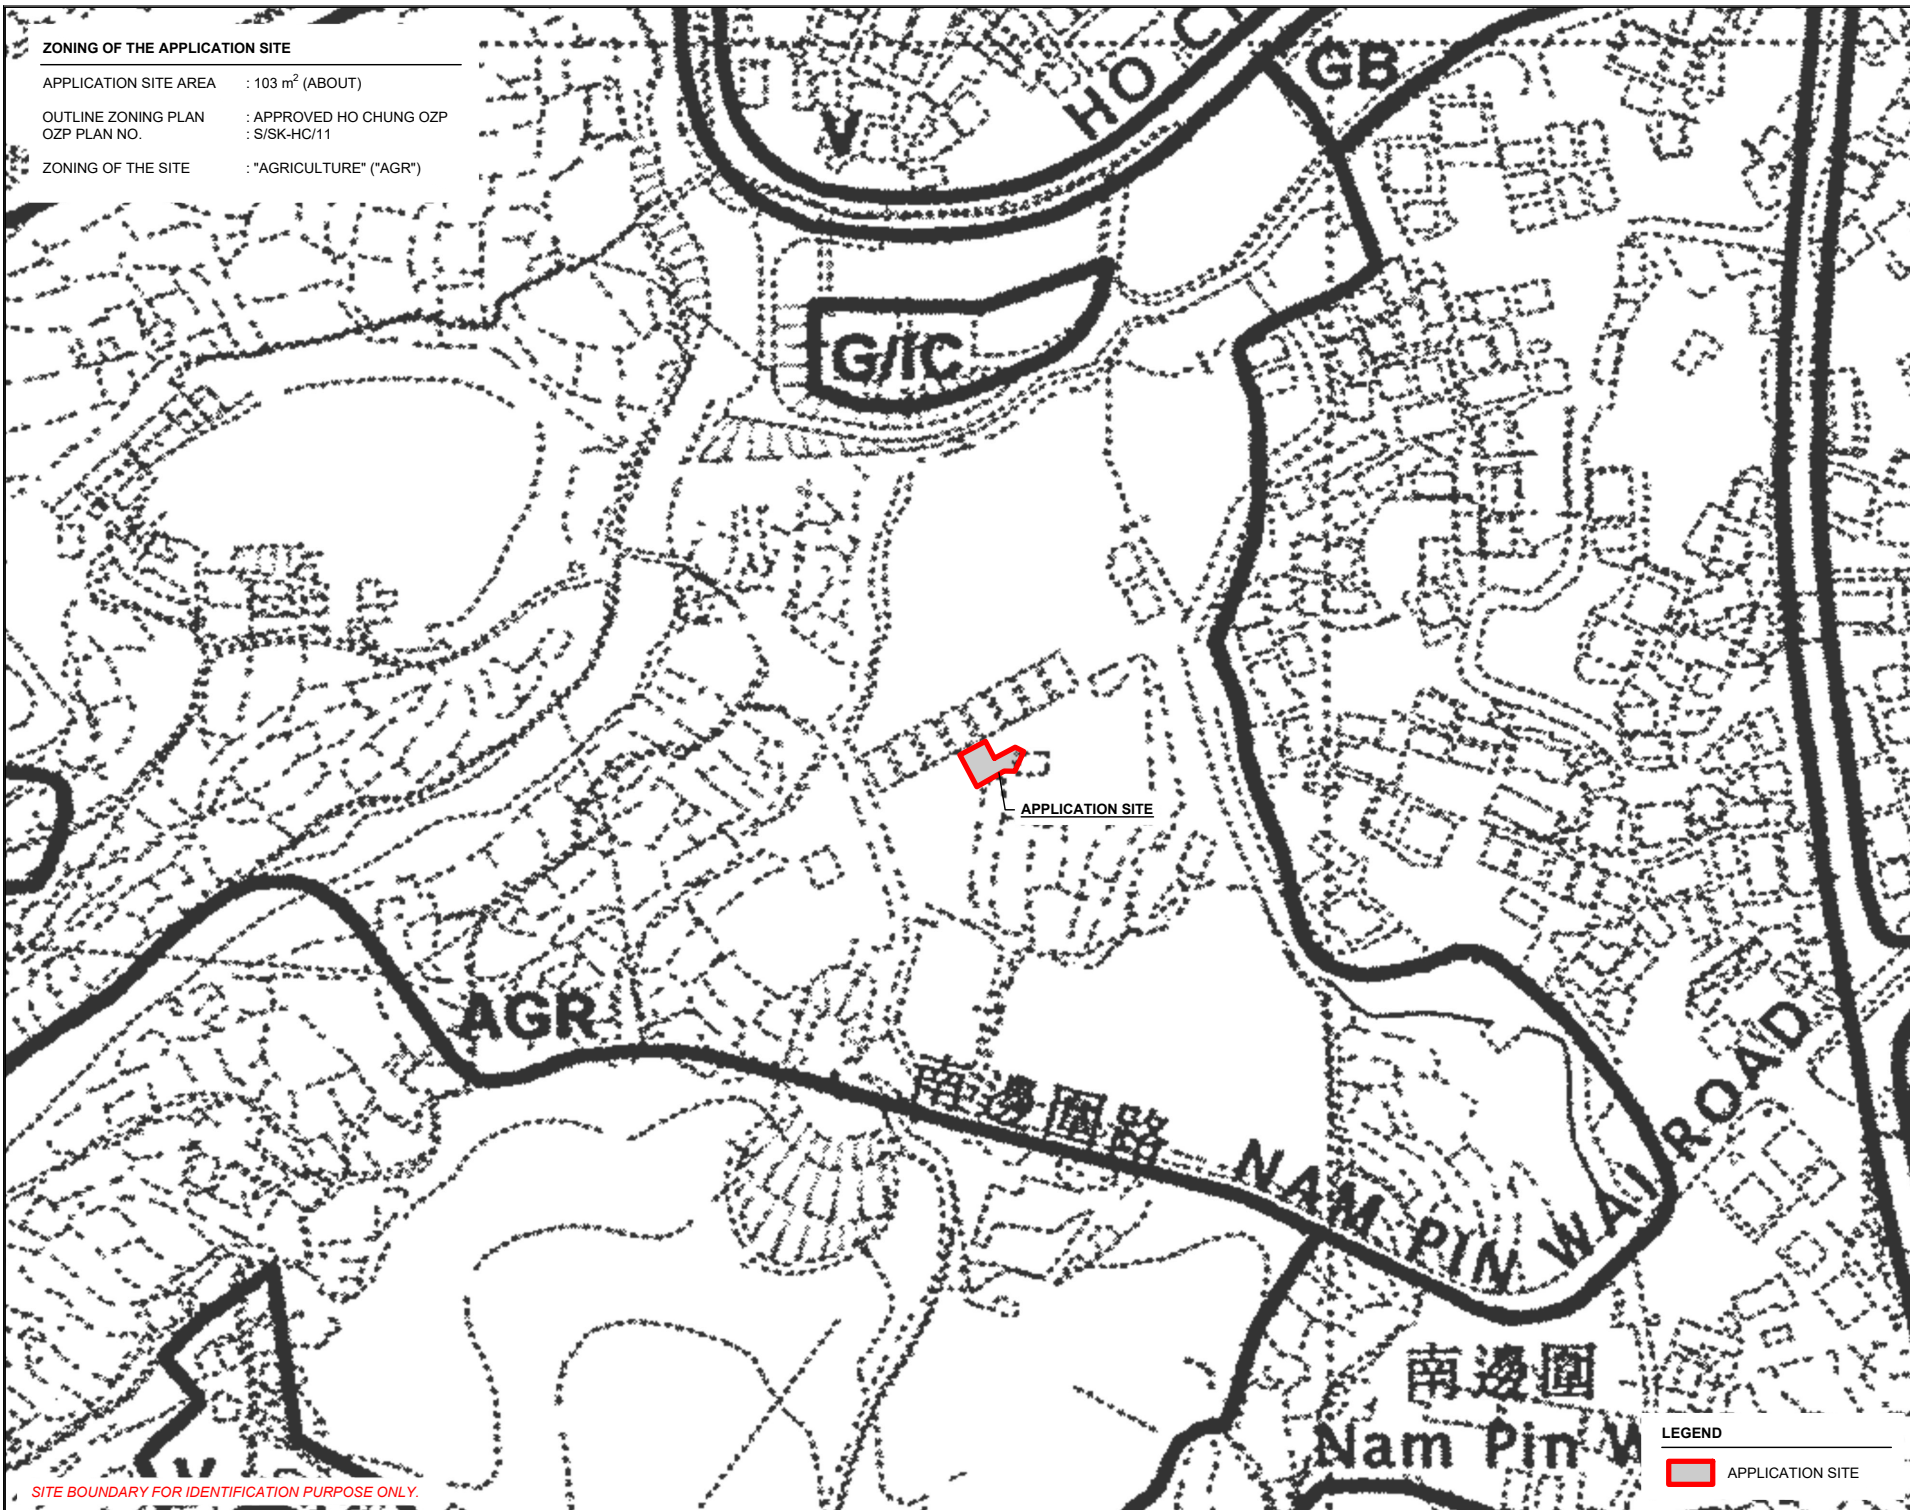 ZONING OF THE APPLICATION SITE
APPLICATION SITE AREA : 103 m² (ABOUT)
OUTLINE ZONING PLAN : APPROVED HO CHUNG OZP
OZP PLAN NO. : S/SK-HC/11
ZONING OF THE SITE : "AGRICULTURE" ("AGR")
HO
GB
V
G/IC
APPLICATION SITE
AGR
南邊圍路 NAM PIN WAI ROAD
南邊圍
Nam Pin
V
LEGEND
APPLICATION SITE
SITE BOUNDARY FOR IDENTIFICATION PURPOSE ONLY.